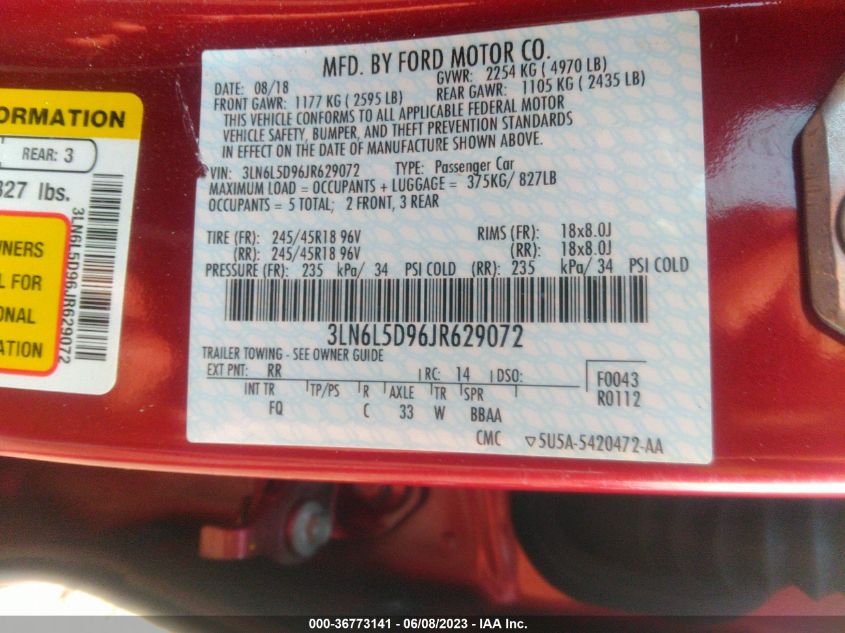 MFD. BY FORD MOTOR CO.
DATE: 08/18 GVWR: 2254 KG ( 4970 LB)
FRONT GAWR: 1177 KG ( 2595 LB) REAR GAWR: 1105 KG ( 2435 LB)
THIS VEHICLE CONFORMS TO ALL APPLICABLE FEDERAL MOTOR
VEHICLE SAFETY, BUMPER, AND THEFT PREVENTION STANDARDS
IN EFFECT ON THE DATE OF MANUFACTURE SHOWN ABOVE.
VIN: 3LN6L5D96JR629072 TYPE: Passenger Car
MAXIMUM LOAD = OCCUPANTS + LUGGAGE = 375KG/ 827LB
OCCUPANTS = 5 TOTAL; 2 FRONT, 3 REAR
TIRE (FR): 245/45R18 96V RIMS (FR): 18x8.0J
(RR): 245/45R18 96V (RR): 18x8.0J
PRESSURE (FR): 235 kPa/ 34 PSI COLD (RR): 235 kPa/ 34 PSI COLD
3LN6L5D96JR629072
TRAILER TOWING - SEE OWNER GUIDE
EXT PNT: RR RC: 14 DSO:
F0043
R0112
INT TR TP/PS R AXLE TR SPR
FQ C 33 W BBAA
CMC ▽5U5A-5420472-AA
ORMATION
REAR: 3
827 lbs.
WNERS
L FOR
ONAL
ATION
3LN6L5D96JR629072
000-36773141 - 06/08/2023 - IAA Inc.